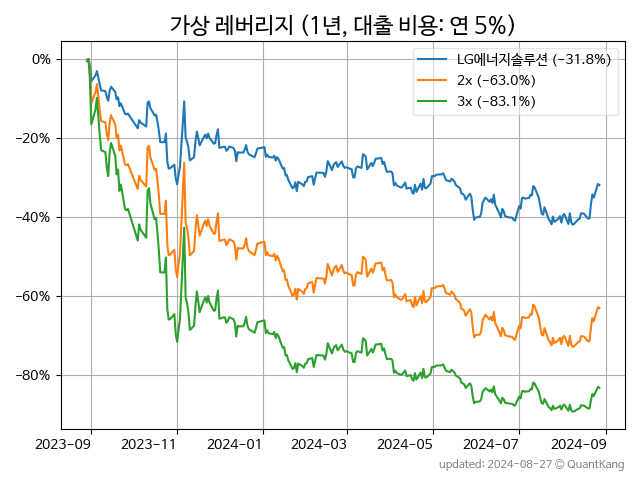 가상 레버리지 (1년, 대출 비용: 연 5%)
LG에너지솔루션 (−31.8%)
2x (−63.0%)
3x (−83.1%)
0%
−20%
−40%
−60%
−80%
2023-09 2023-11 2024-01 2024-03 2024-05 2024-07 2024-09
updated: 2024-08-27 © QuantKang